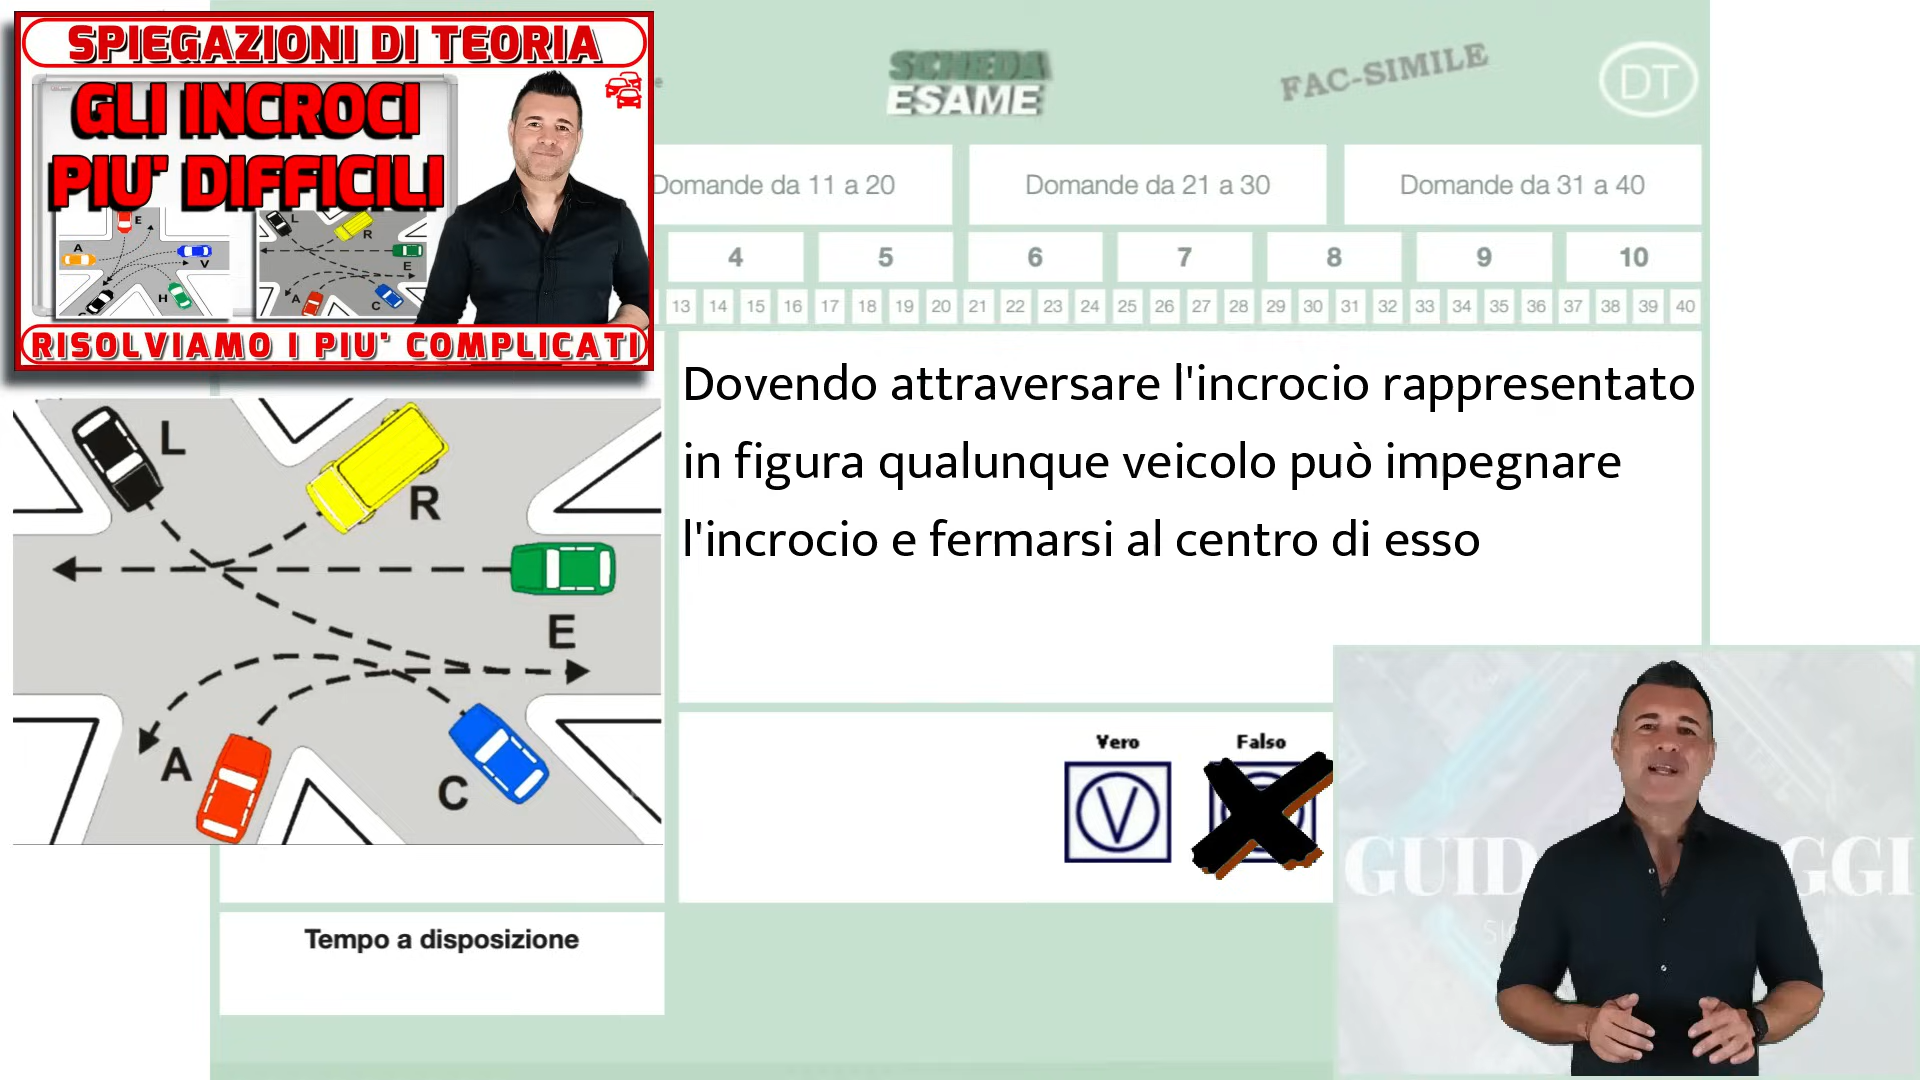 SPIEGAZIONI DI TEORIA
GLI INCROCI
PIU' DIFFICILI
L
E
R
A
V
E
H
A
C
RISOLVIAMO I PIU' COMPLICATI
SCHEDA
ESAME
FAC-SIMILE
DT
Domande da 11 a 20
Domande da 21 a 30
Domande da 31 a 40
4 5 6 7 8 9 10
13 14 15 16 17 18 19 20 21 22 23 24 25 26 27 28 29 30 31 32 33 34 35 36 37 38 39 40
Dovendo attraversare l'incrocio rappresentato
in figura qualunque veicolo può impegnare
l'incrocio e fermarsi al centro di esso
L
R
E
A
C
Vero
Falso
V
Tempo a disposizione